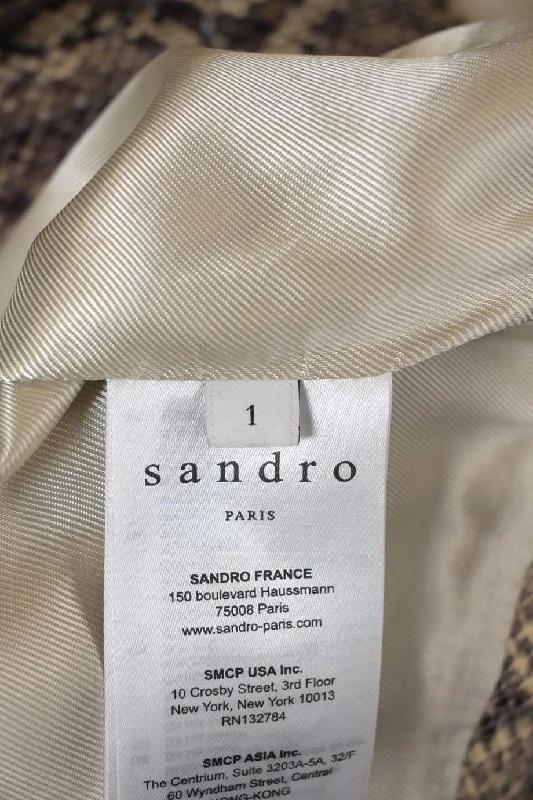 1
sandro
PARIS
SANDRO FRANCE
150 boulevard Haussmann
75008 Paris
www.sandro-paris.com
SMCP USA Inc.
10 Crosby Street, 3rd Floor
New York, New York 10013
RN132784
SMCP ASIA Inc.
The Centrium, Suite 3203A-5A, 32/F
60 Wyndham Street, Central
HONG-KONG